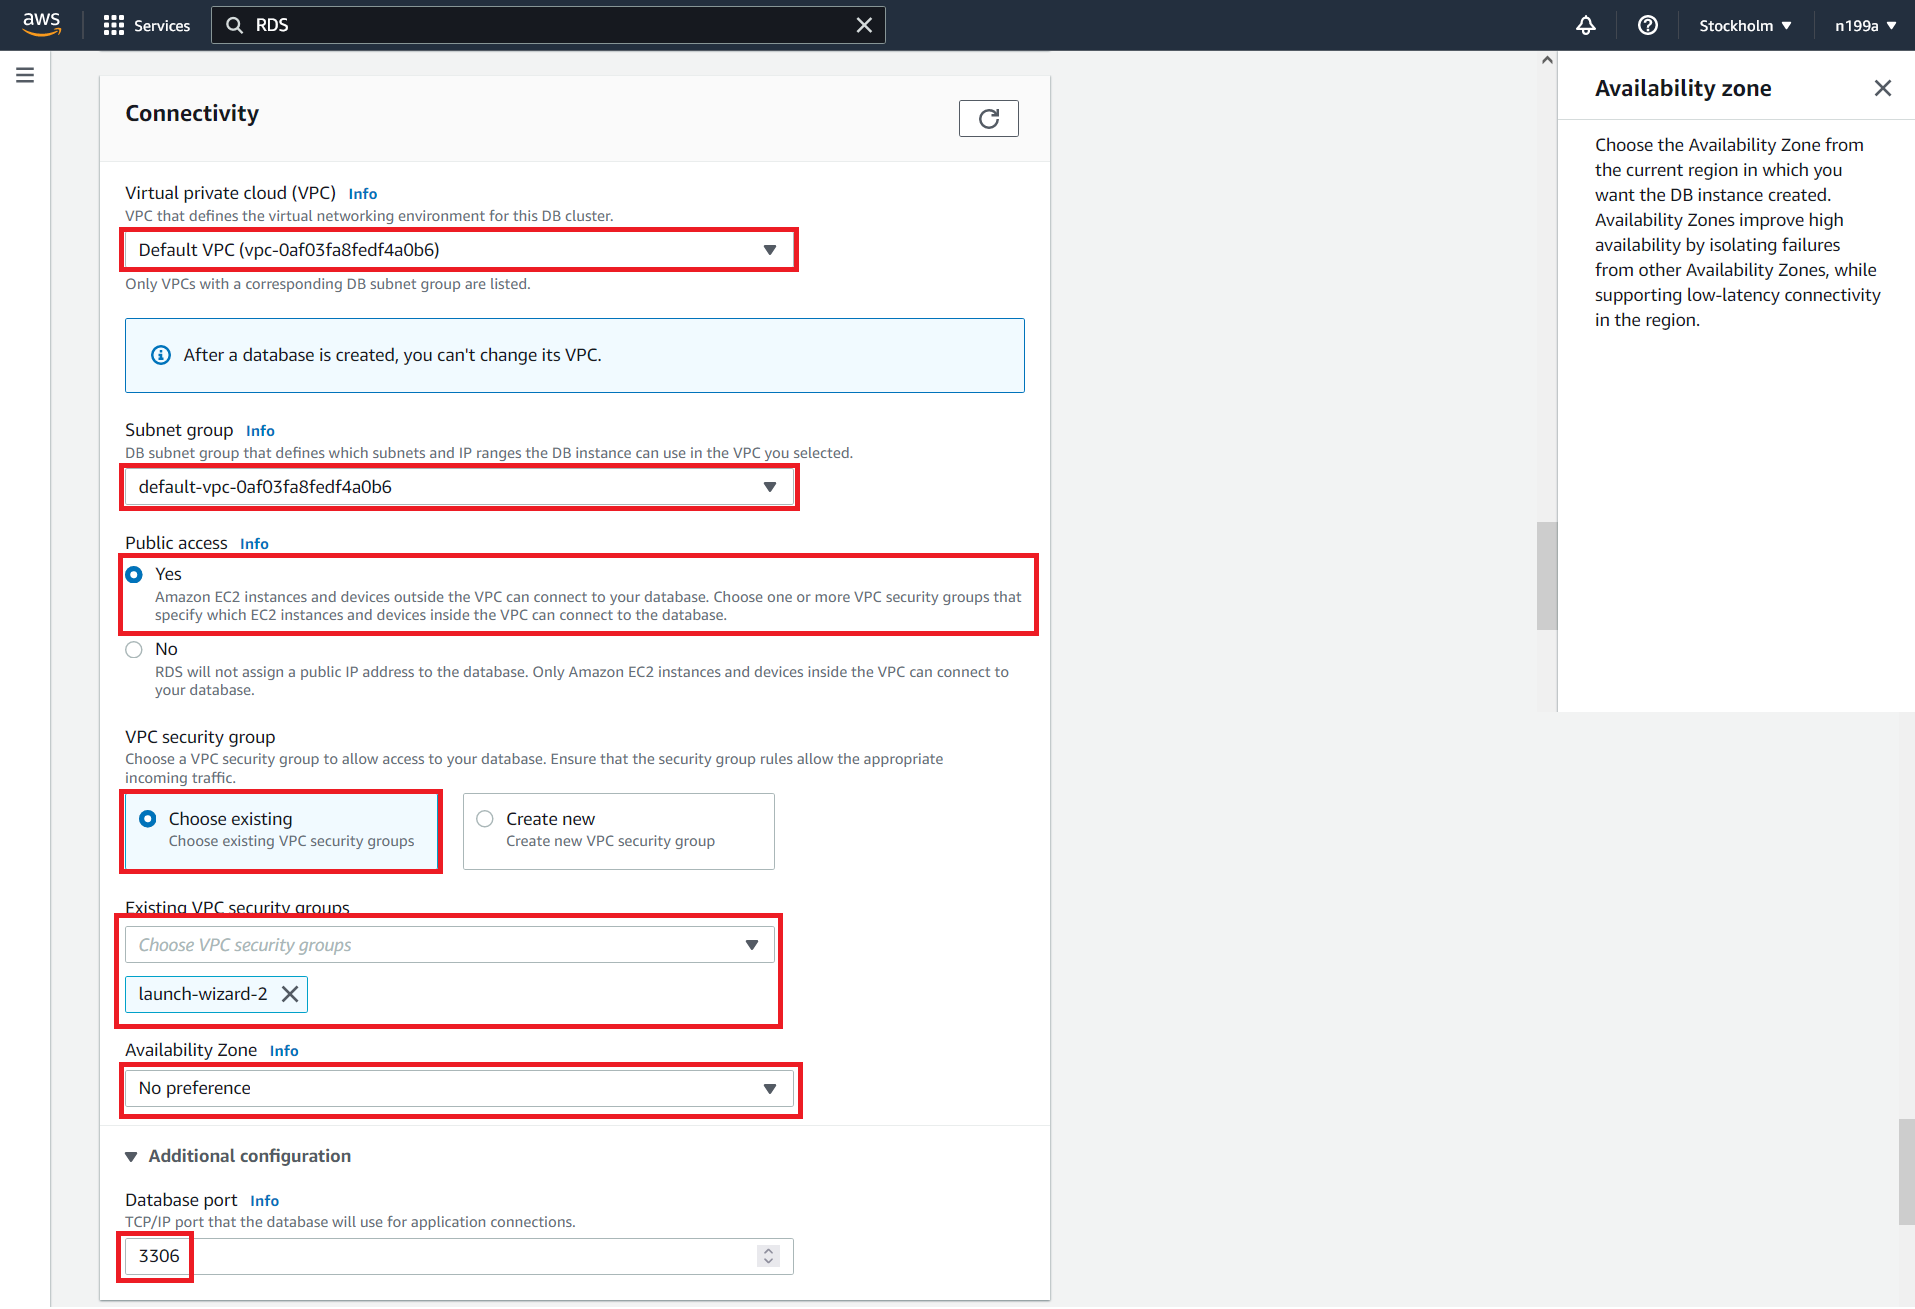 aws
Services
RDS
Stockholm
n199a
Connectivity
Virtual private cloud (VPC) Info
VPC that defines the virtual networking environment for this DB cluster.
Default VPC (vpc-0af03fa8fedf4a0b6)
Only VPCs with a corresponding DB subnet group are listed.
After a database is created, you can't change its VPC.
Subnet group Info
DB subnet group that defines which subnets and IP ranges the DB instance can use in the VPC you selected.
default-vpc-0af03fa8fedf4a0b6
Public access Info
Yes
Amazon EC2 instances and devices outside the VPC can connect to your database. Choose one or more VPC security groups that
specify which EC2 instances and devices inside the VPC can connect to the database.
No
RDS will not assign a public IP address to the database. Only Amazon EC2 instances and devices inside the VPC can connect to
your database.
VPC security group
Choose a VPC security group to allow access to your database. Ensure that the security group rules allow the appropriate
incoming traffic.
Choose existing
Choose existing VPC security groups
Create new
Create new VPC security group
Existing VPC security groups
Choose VPC security groups
launch-wizard-2
Availability Zone Info
No preference
Additional configuration
Database port Info
TCP/IP port that the database will use for application connections.
3306
Availability zone
Choose the Availability Zone from
the current region in which you
want the DB instance created.
Availability Zones improve high
availability by isolating failures
from other Availability Zones, while
supporting low-latency connectivity
in the region.